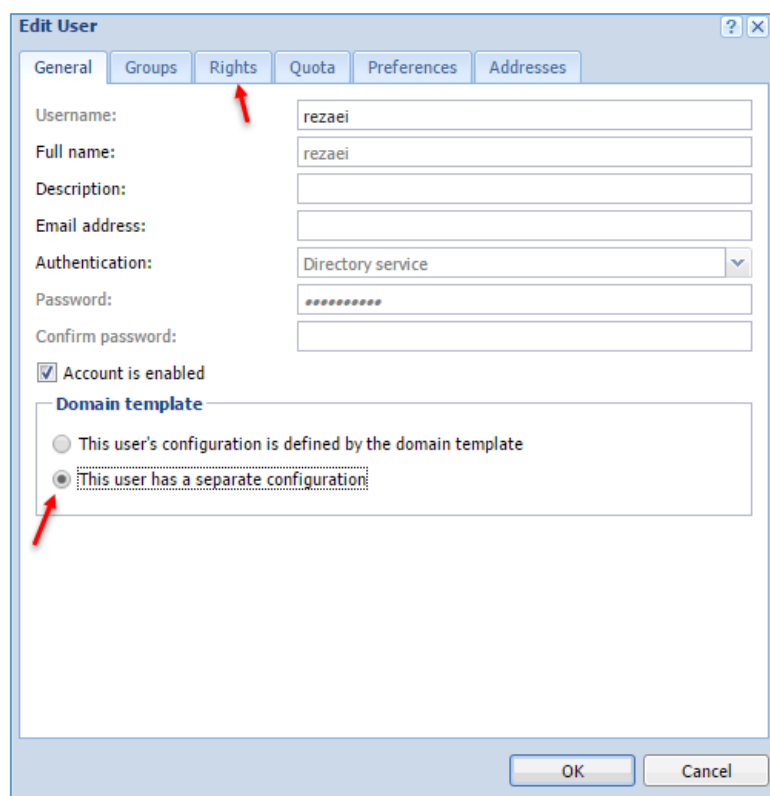 Edit User
General Groups Rights Quota Preferences Addresses
Username: rezaei
Full name: rezaei
Description:
Email address:
Authentication: Directory service
Password: ••••••••••
Confirm password:
Account is enabled
Domain template
This user's configuration is defined by the domain template
This user has a separate configuration
OK Cancel